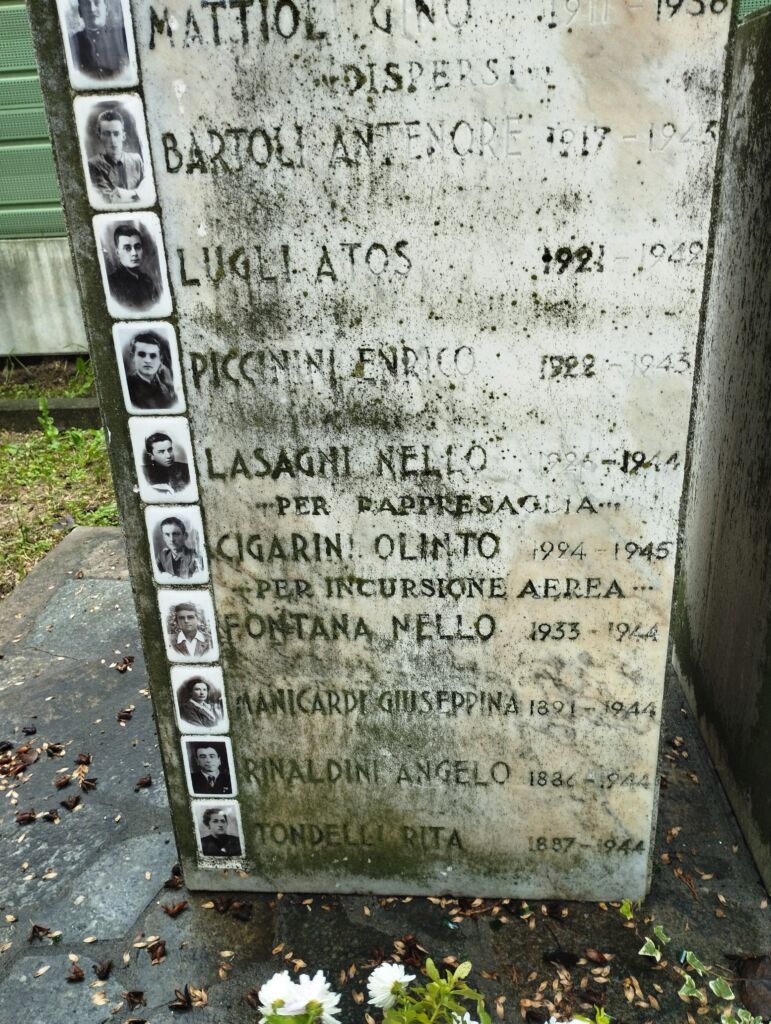 MATTIOLI GINO 1911-1936
DISPERSI
BARTOLI ANTENORE 1917-1943
LUGLI ATOS 1921-1942
PICCININI ENRICO 1922-1943
LASAGNI NELLO 1926-1944
PER RAPPRESAGLIA
CIGARINI OLINTO 1994-1945
PER INCURSIONE AEREA
FONTANA NELLO 1933-1944
MANICARDI GIUSEPPINA 1891-1944
RINALDINI ANGELO 1886-1944
TONDELLI RITA 1887-1944